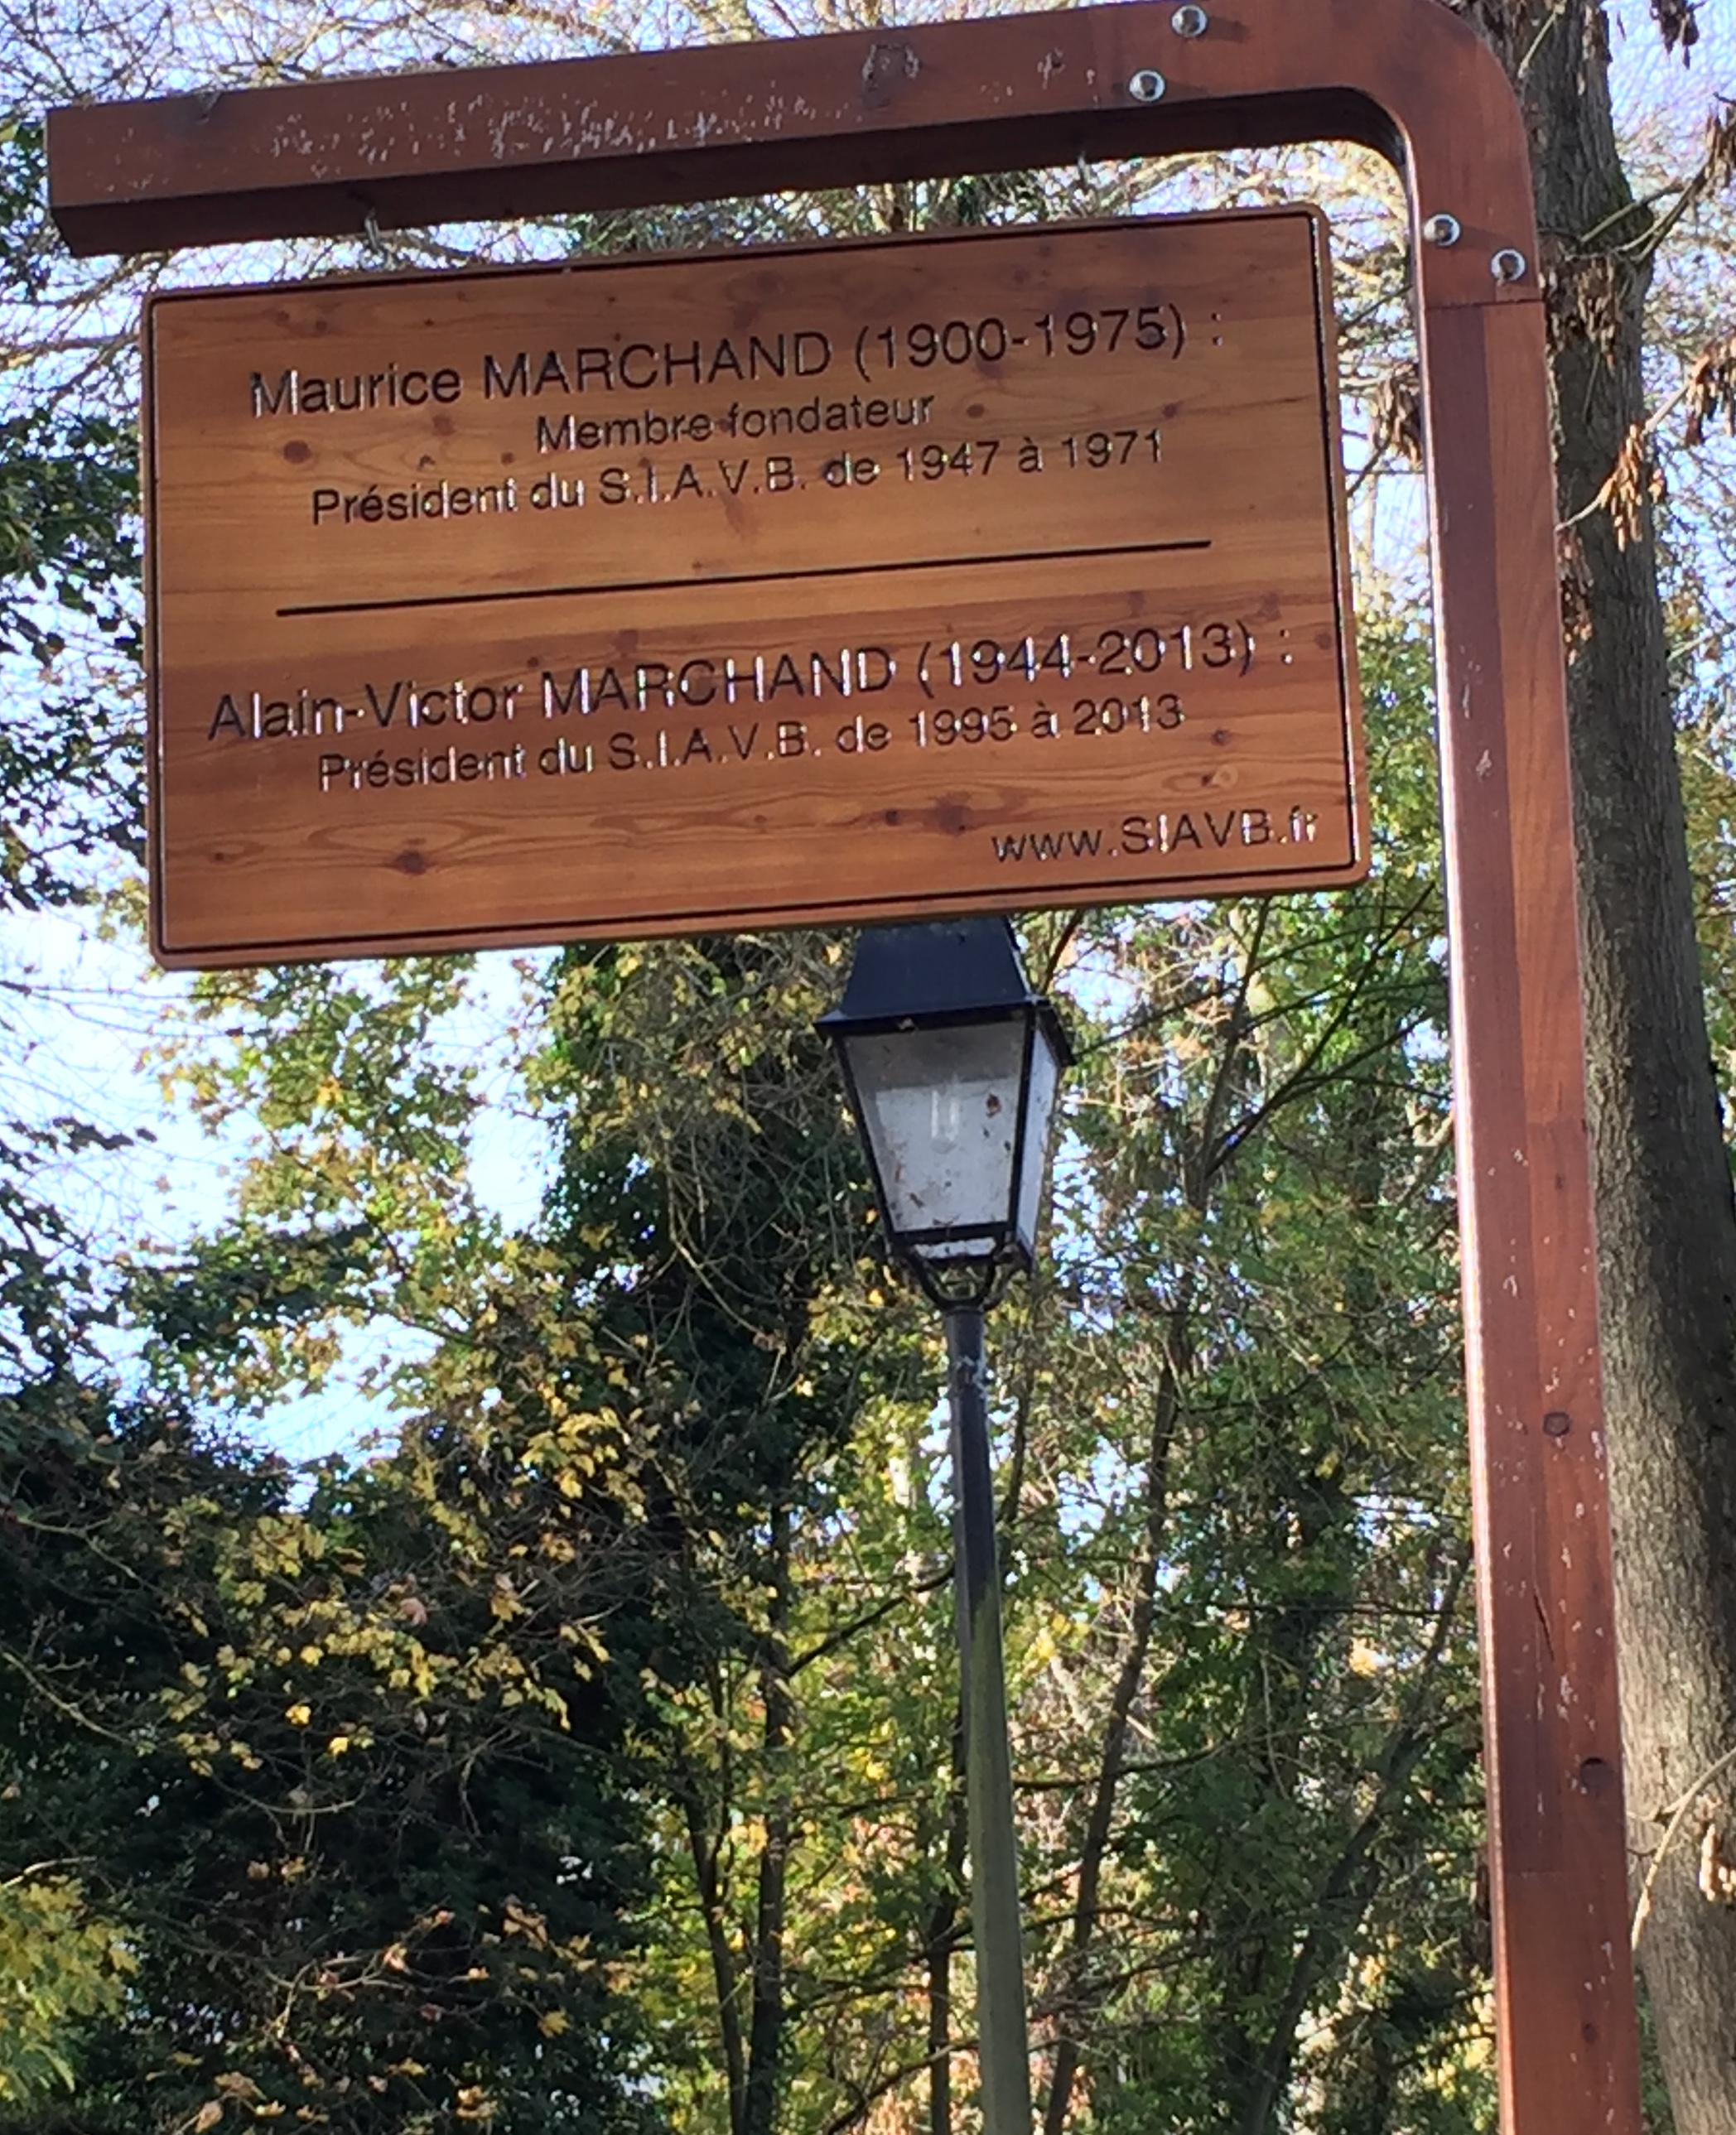 Maurice MARCHAND (1900-1975) :
Membre fondateur
Président du S.I.A.V.B. de 1947 à 1971
Alain-Victor MARCHAND (1944-2013) :
Président du S.I.A.V.B. de 1995 à 2013
www.SIAVB.fr